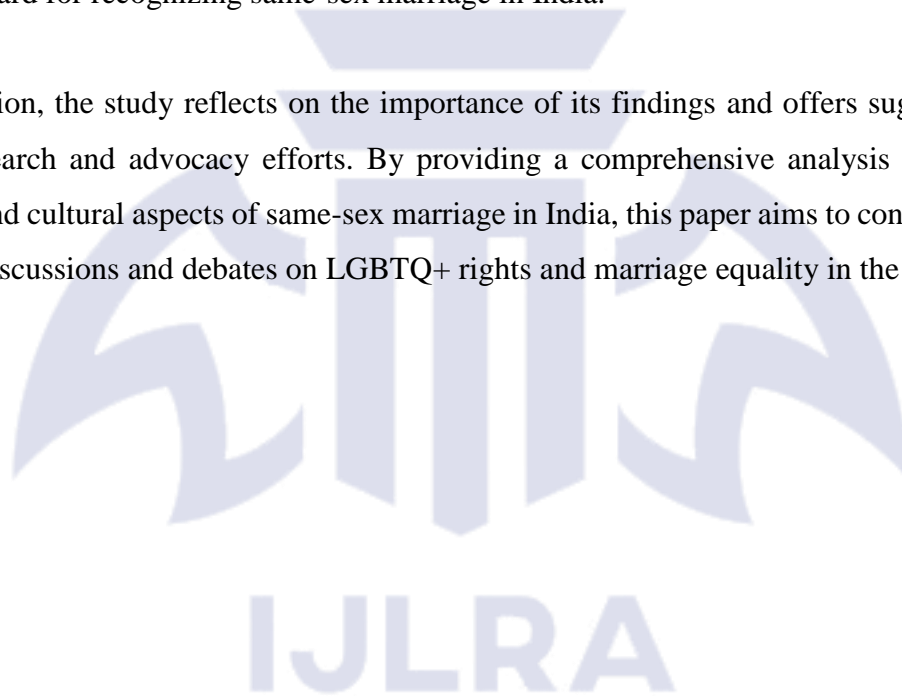 ard for recognizing same-sex marriage in India.
ion, the study reflects on the importance of its findings and offers sug
earch and advocacy efforts. By providing a comprehensive analysis
nd cultural aspects of same-sex marriage in India, this paper aims to con
iscussions and debates on LGBTQ+ rights and marriage equality in the
IJLRA